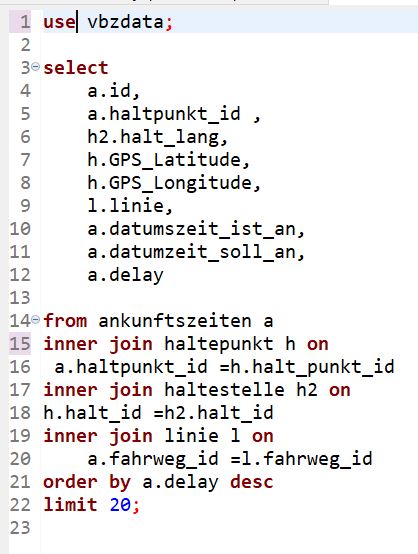 1 use vbzdata;
2
3 select
4 a.id,
5 a.haltpunkt_id ,
6 h2.halt_lang,
7 h.GPS_Latitude,
8 h.GPS_Longitude,
9 l.linie,
10 a.datumszeit_ist_an,
11 a.datumzeit_soll_an,
12 a.delay
13
14 from ankunftszeiten a
15 inner join haltepunkt h on
16 a.haltpunkt_id =h.halt_punkt_id
17 inner join haltestelle h2 on
18 h.halt_id =h2.halt_id
19 inner join linie l on
20 a.fahrweg_id =l.fahrweg_id
21 order by a.delay desc
22 limit 20;
23